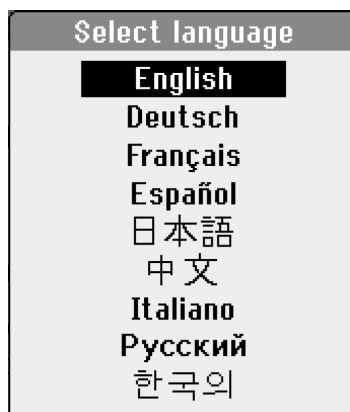 Select language
English
Deutsch
Français
Español
日本語
中文
Italiano
Русский
한국의